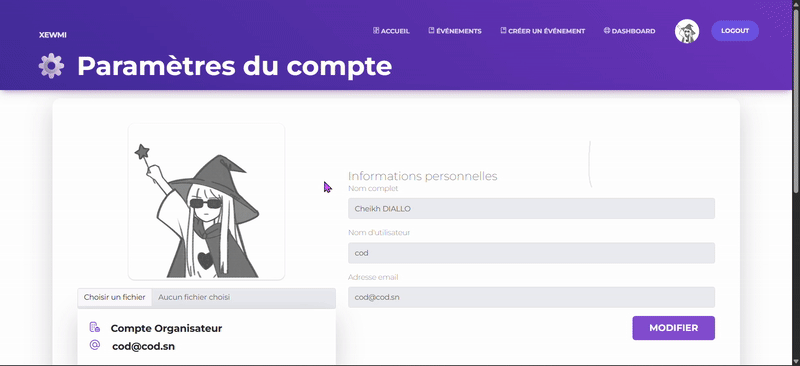 XEWMI
ACCUEIL
ÉVÉNEMENTS
CRÉER UN ÉVÉNEMENT
DASHBOARD
LOGOUT
Paramètres du compte
Informations personnelles
Nom complet
Cheikh DIALLO
Nom d'utilisateur
cod
Adresse email
cod@cod.sn
MODIFIER
Choisir un fichier
Aucun fichier choisi
Compte Organisateur
cod@cod.sn